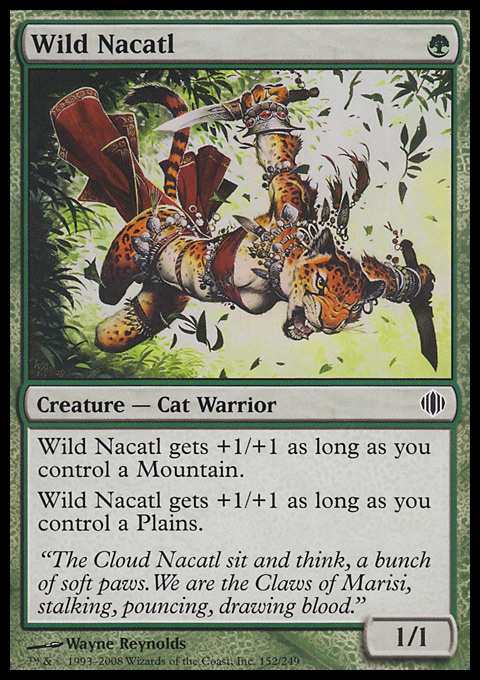 Wild Nacatl
Creature — Cat Warrior
Wild Nacatl gets +1/+1 as long as you
control a Mountain.
Wild Nacatl gets +1/+1 as long as you
control a Plains.
“The Cloud Nacatl sit and think, a bunch
of soft paws. We are the Claws of Marisi,
stalking, pouncing, drawing blood.”
Wayne Reynolds
1/1
™ & © 1993–2008 Wizards of the Coast, Inc. 152/249